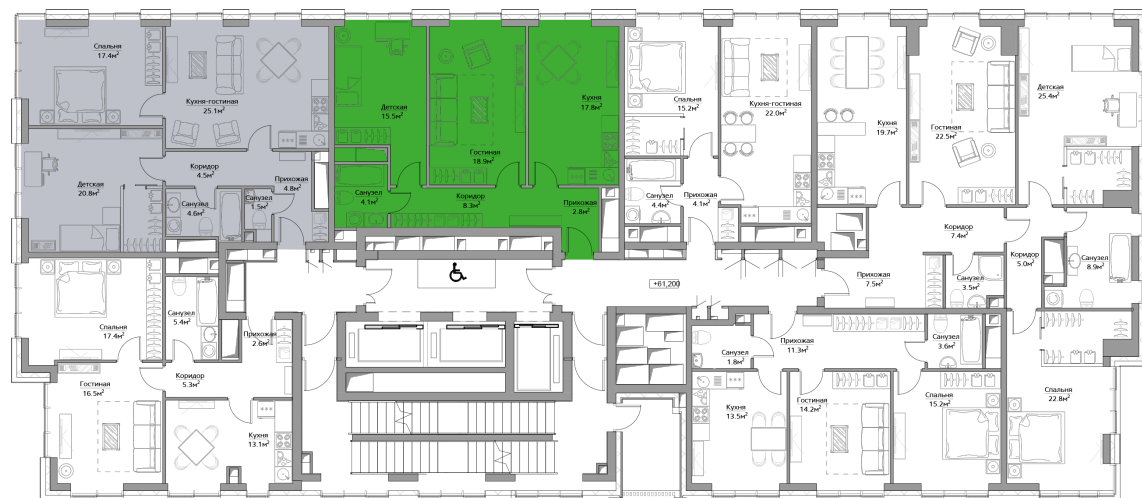 Спальня
17.4м²
Кухня-гостиная
25.1м²
Детская
20.8м²
Коридор
4.5м²
Прихожая
4.8м²
Санузел
4.6м²
Санузел
1.5м²
Детская
15.5м²
Гостиная
18.9м²
Кухня
17.8м²
Санузел
4.1м²
Коридор
8.3м²
Прихожая
2.8м²
Спальня
15.2м²
Кухня-гостиная
22.0м²
Санузел
4.4м²
Прихожая
4.1м²
Кухня
19.7м²
Гостиная
22.5м²
Детская
25.4м²
Коридор
7.4м²
Прихожая
7.5м²
Санузел
3.5м²
Коридор
5.0м²
Санузел
8.9м²
Спальня
22.8м²
+61,200
Спальня
17.4м²
Санузел
5.4м²
Прихожая
2.6м²
Гостиная
16.5м²
Коридор
5.3м²
Кухня
13.1м²
Санузел
1.8м²
Прихожая
11.3м²
Санузел
3.6м²
Кухня
13.5м²
Гостиная
14.2м²
Спальня
15.2м²